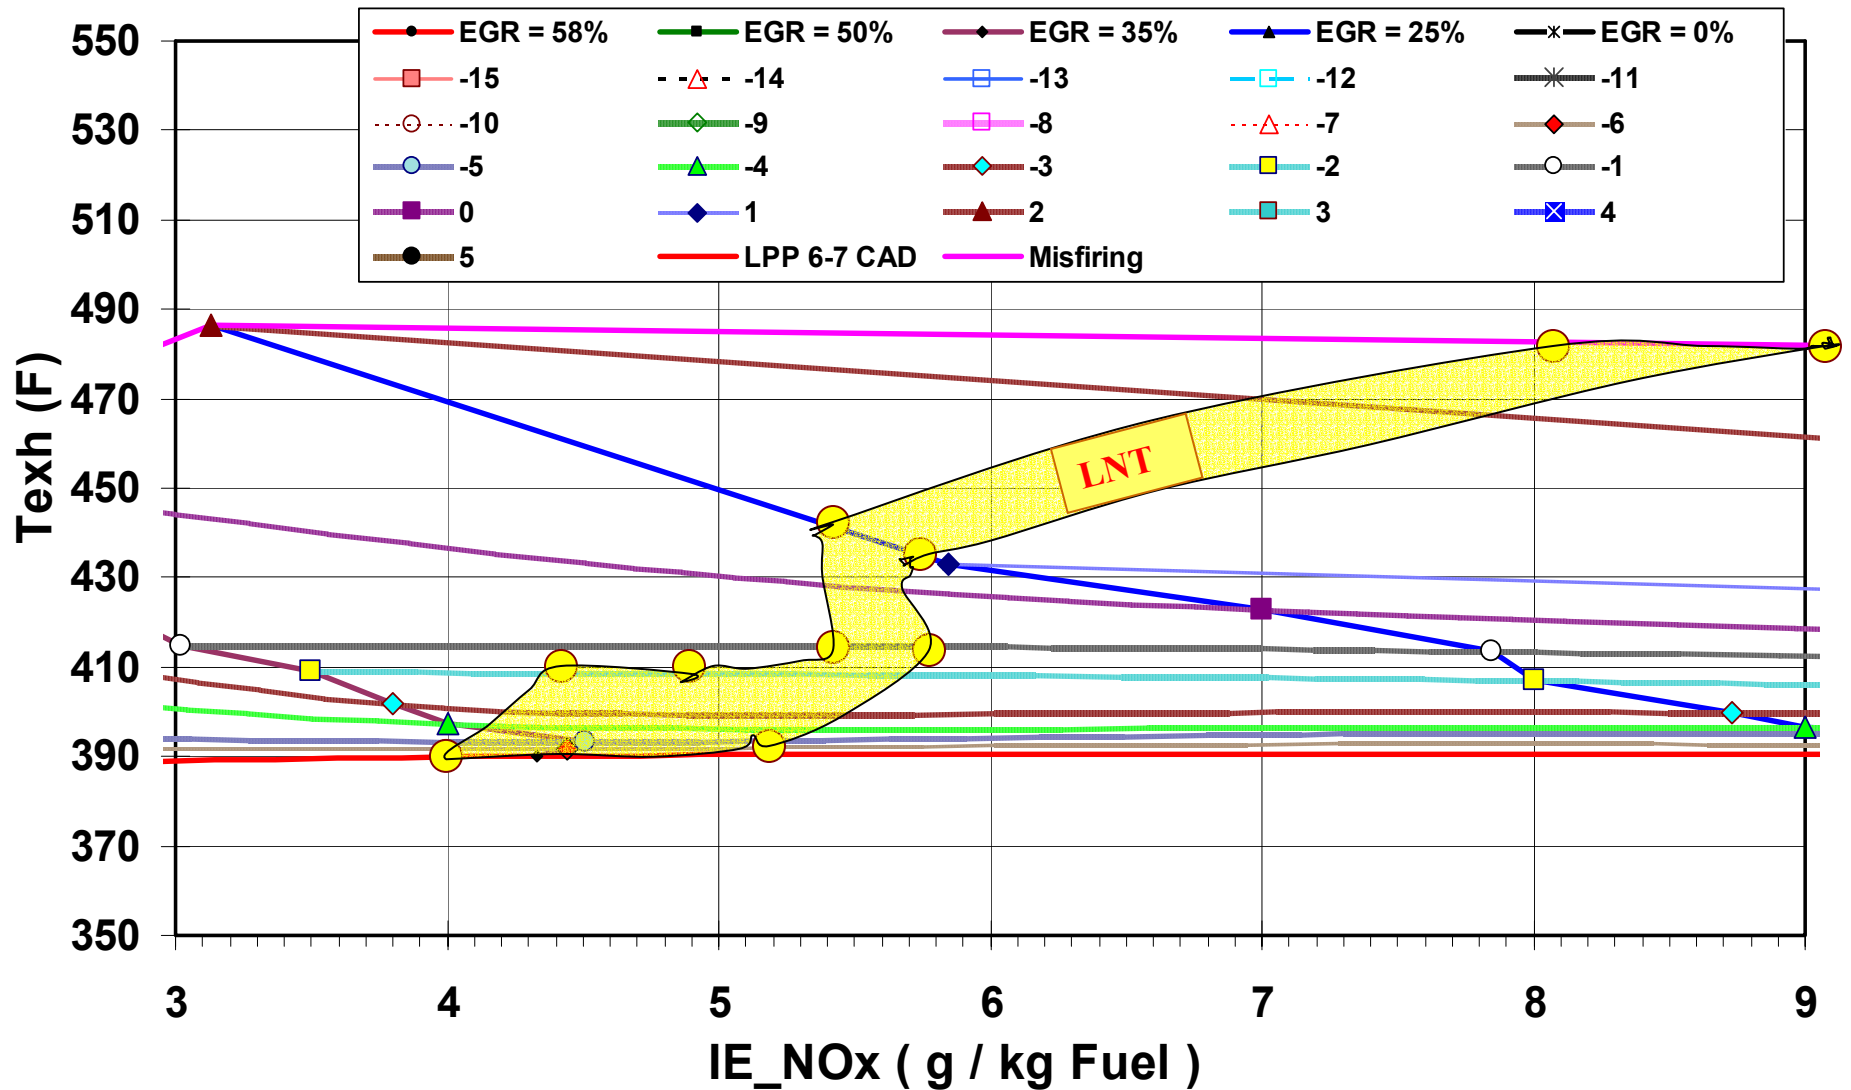 EGR = 58% EGR = 50% EGR = 35% EGR = 25% EGR = 0%
-15 -14 -13 -12 -11
-10 -9 -8 -7 -6
-5 -4 -3 -2 -1
0 1 2 3 4
5 LPP 6-7 CAD Misfiring
550
530
510
490
470
450
430
410
390
370
350
Texh (F)
LNT
3 4 5 6 7 8 9
IE_NOx ( g / kg Fuel )